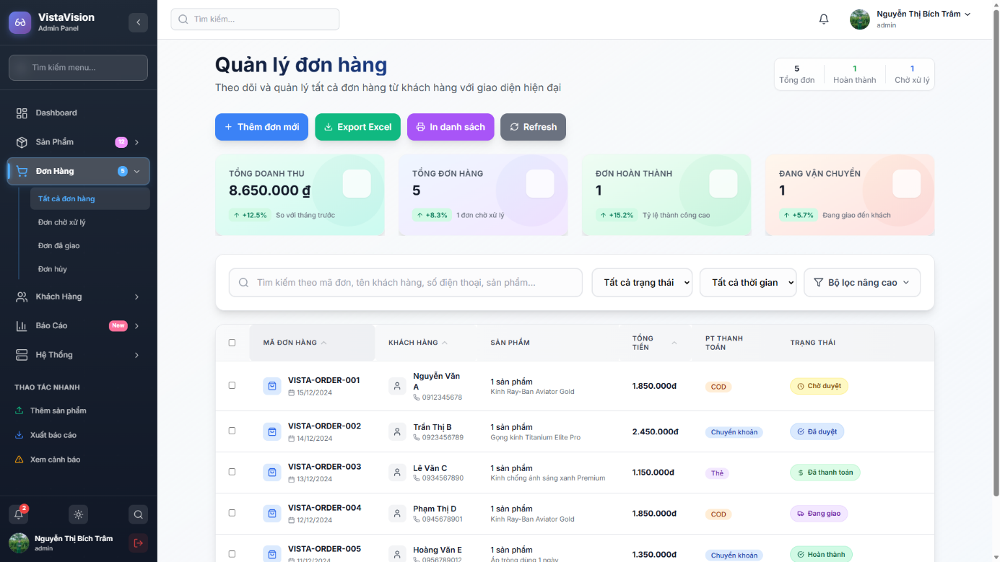 VistaVision
Admin Panel
Tìm kiếm menu...
Dashboard
Sản Phẩm 12
Đơn Hàng 5
Tất cả đơn hàng
Đơn chờ xử lý
Đơn đã giao
Đơn hủy
Khách Hàng
Báo Cáo New
Hệ Thống
THAO TÁC NHANH
Thêm sản phẩm
Xuất báo cáo
Xem cảnh báo
2
Nguyễn Thị Bích Trâm
admin
Tìm kiếm...
Nguyễn Thị Bích Trâm
admin
Quản lý đơn hàng
Theo dõi và quản lý tất cả đơn hàng từ khách hàng với giao diện hiện đại
5 1 1
Tổng đơn Hoàn thành Chờ xử lý
Thêm đơn mới Export Excel In danh sách Refresh
TỔNG DOANH THU
8.650.000 ₫
+12.5% So với tháng trước
TỔNG ĐƠN HÀNG
5
+8.3% 1 đơn chờ xử lý
ĐƠN HOÀN THÀNH
1
+15.2% Tỷ lệ thành công cao
ĐANG VẬN CHUYỂN
1
+5.7% Đang giao đến khách
Tìm kiếm theo mã đơn, tên khách hàng, số điện thoại, sản phẩm... Tất cả trạng thái Tất cả thời gian Bộ lọc nâng cao
MÃ ĐƠN HÀNG KHÁCH HÀNG SẢN PHẨM TỔNG TIỀN PT THANH TOÁN TRẠNG THÁI
VISTA-ORDER-001
15/12/2024
Nguyễn Văn A
0912345678
1 sản phẩm
Kính Ray-Ban Aviator Gold
1.850.000đ
COD
Chờ duyệt
VISTA-ORDER-002
14/12/2024
Trần Thị B
0923456789
1 sản phẩm
Gọng kính Titanium Elite Pro
2.450.000đ
Chuyển khoản
Đã duyệt
VISTA-ORDER-003
13/12/2024
Lê Văn C
0934567890
1 sản phẩm
Kính chống ánh sáng xanh Premium
1.150.000đ
Thẻ
Đã thanh toán
VISTA-ORDER-004
12/12/2024
Phạm Thị D
0945678901
1 sản phẩm
Kính Ray-Ban Aviator Gold
1.850.000đ
COD
Đang giao
VISTA-ORDER-005
11/12/2024
Hoàng Văn E
0956789012
1 sản phẩm
Áp tròng dùng 1 ngày
1.350.000đ
Chuyển khoản
Hoàn thành